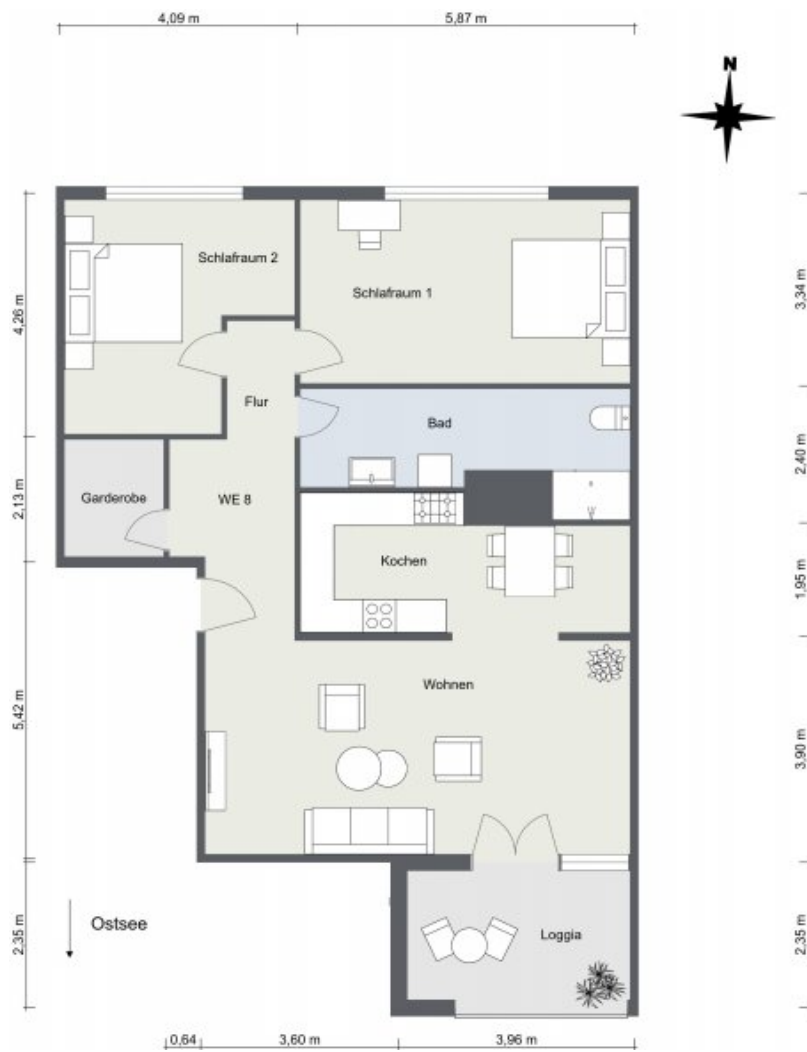 4,09 m
5,87 m
N
4,26 m
Schlafraum 2
Schlafraum 1
3,34 m
Flur
Bad
2,40 m
2,13 m
Garderobe
WE 8
Kochen
1,95 m
5,42 m
Wohnen
3,90 m
2,35 m
Ostsee
Loggia
2,35 m
0,64
3,60 m
3,96 m